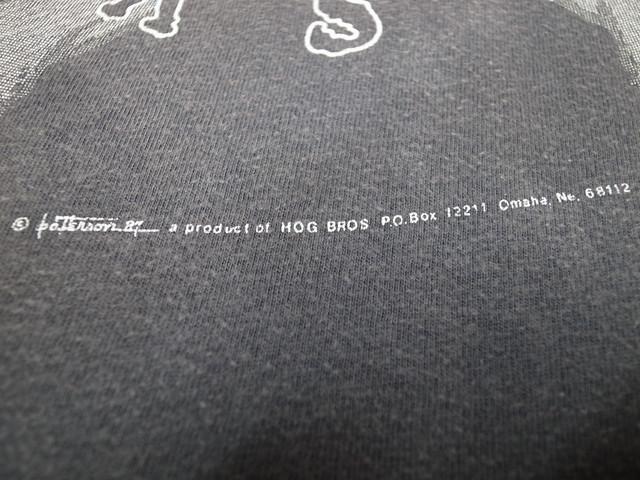 © patterson 87 a product of HOG BROS P.O.Box 12211 Omaha, Ne. 68112